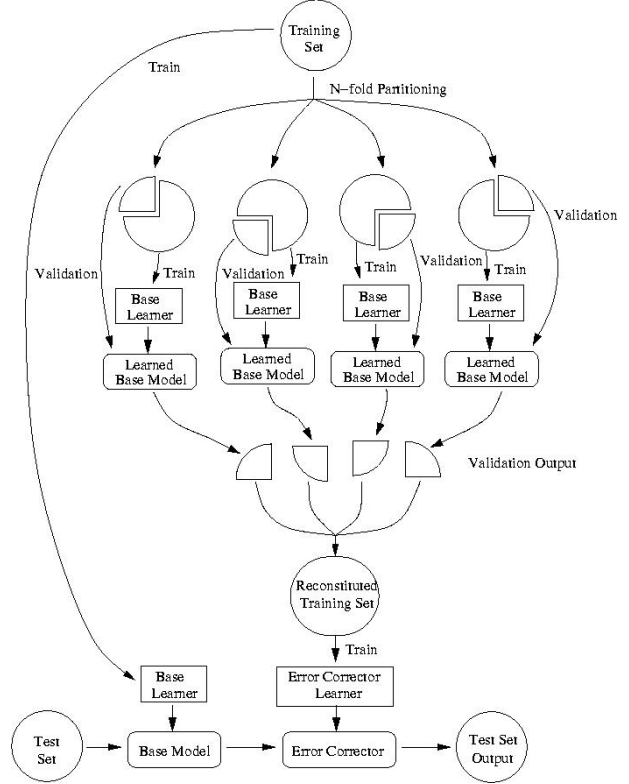 Training
Set
Train
N-fold Partitioning
Validation
Validation
Train
Validation
Train
Train
Validation
Train
Base
Learner
Base
Learner
Base
Learner
Base
Learner
Learned
Base Model
Learned
Base Model
Learned
Base Model
Learned
Base Model
Validation Output
Reconstituted
Training Set
Train
Base
Learner
Error Corrector
Learner
Test
Set
Base Model
Error Corrector
Test Set
Output